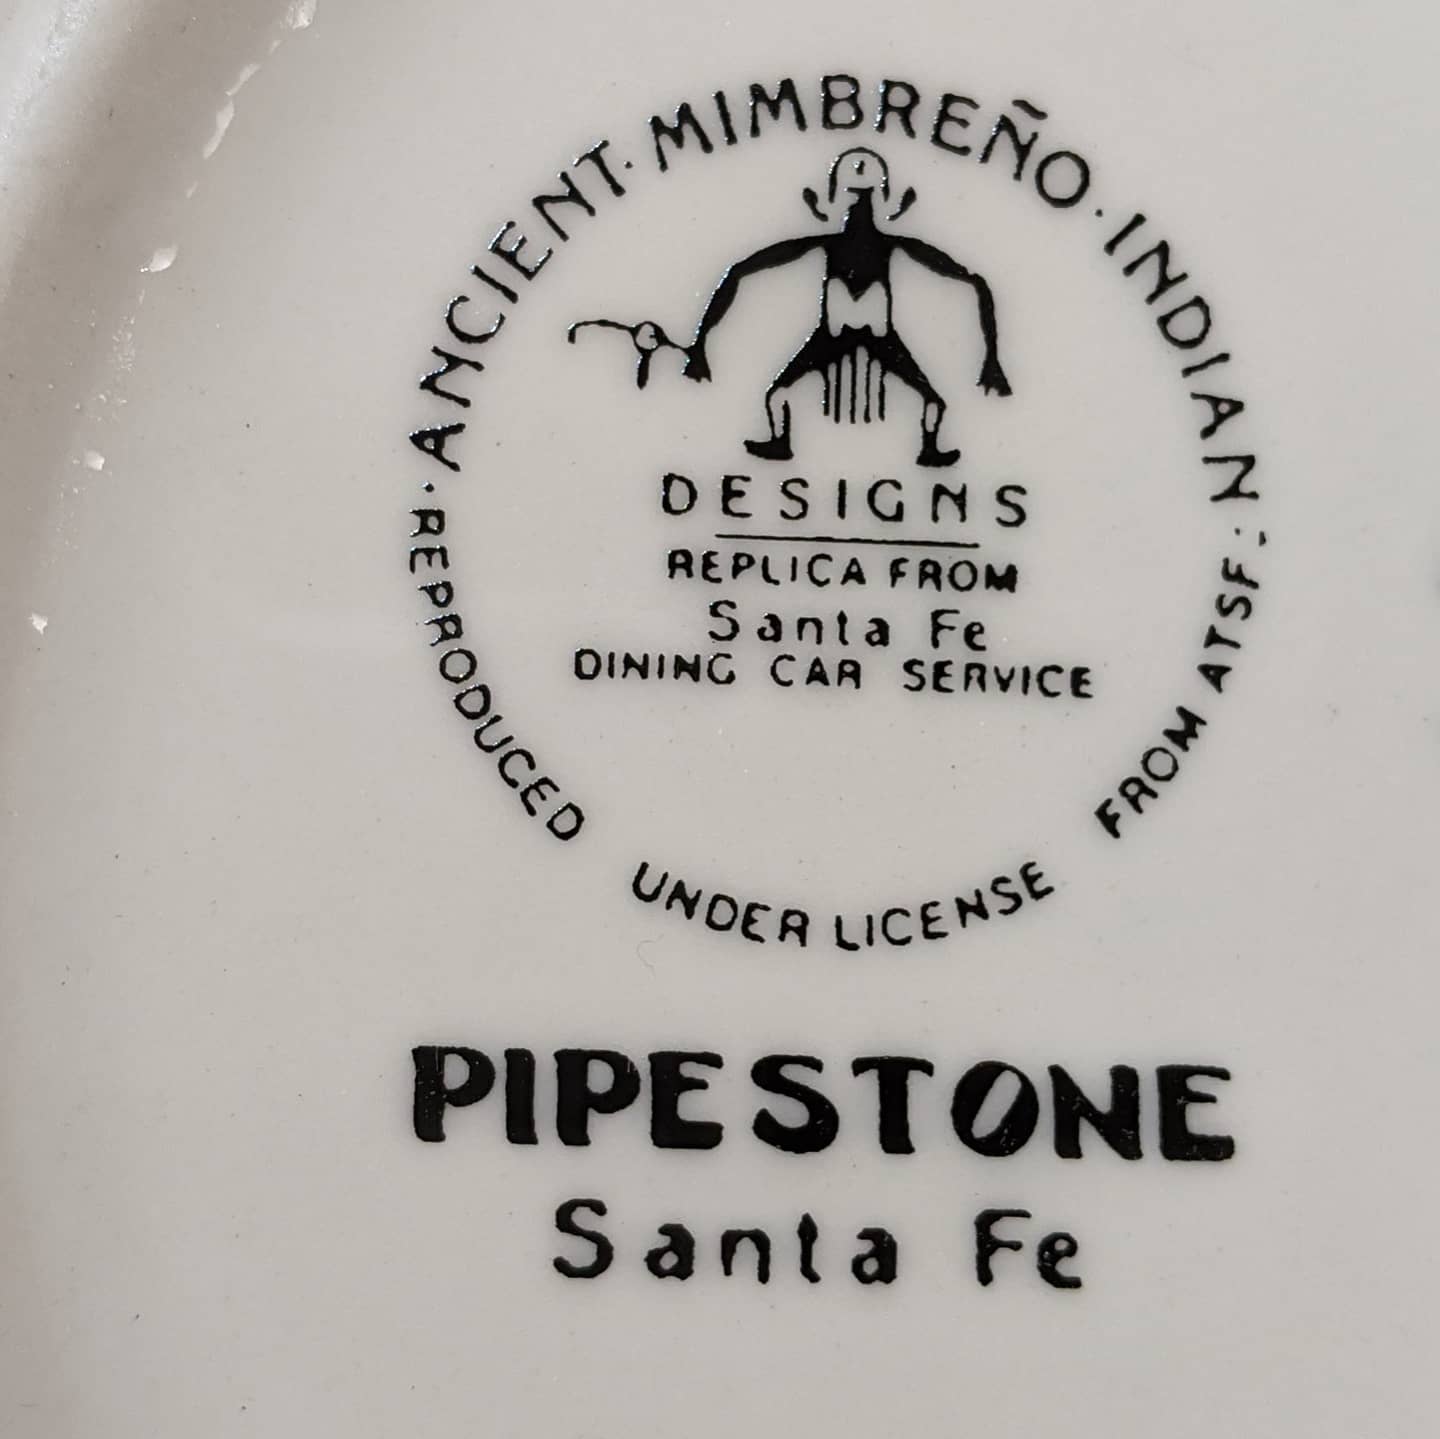 · ANCIENT · MIMBREÑO · INDIAN :
DESIGNS
REPLICA FROM
Santa Fe
DINING CAR SERVICE
REPRODUCED UNDER LICENSE FROM ATSF
PIPESTONE
Santa Fe